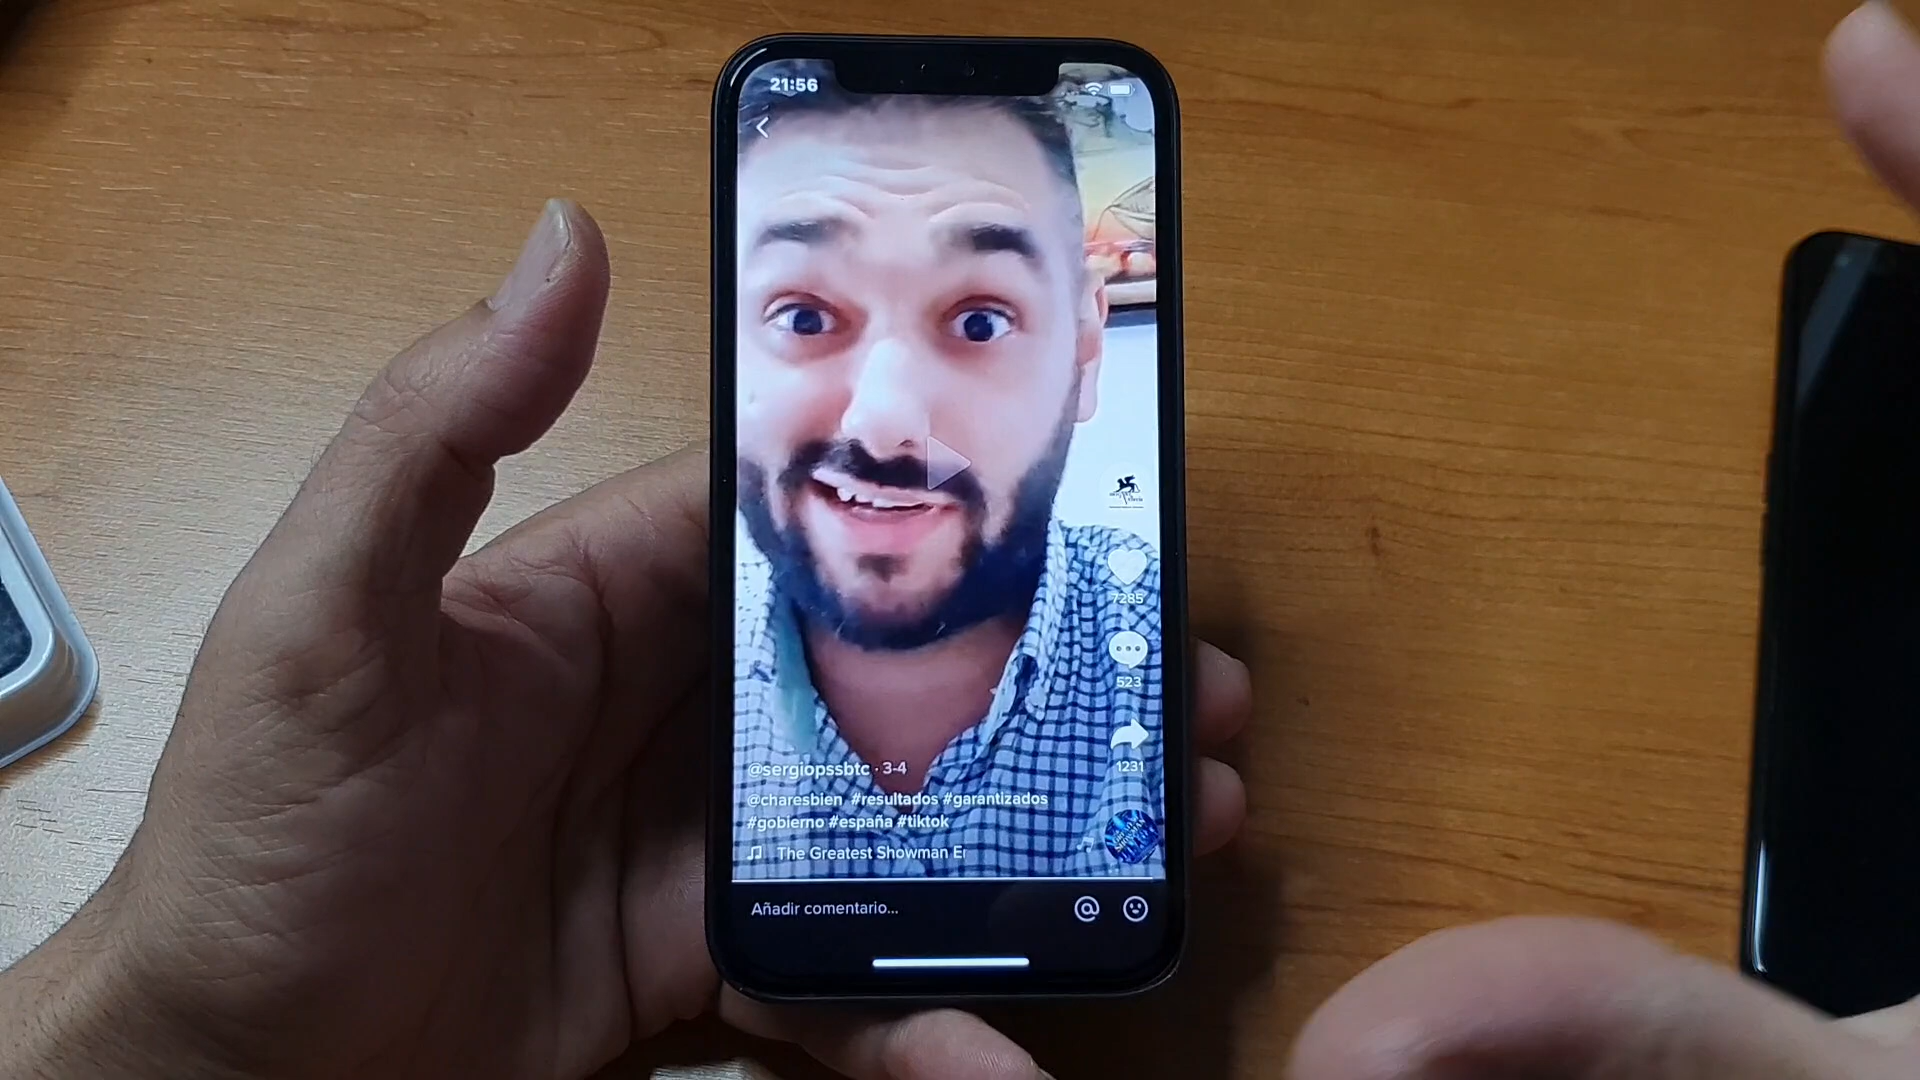 21:56
7285
523
1231
@sergiopssbtc · 3-4
@charesbien #resultados #garantizados
#gobierno #españa #tiktok
The Greatest Showman
Añadir comentario...